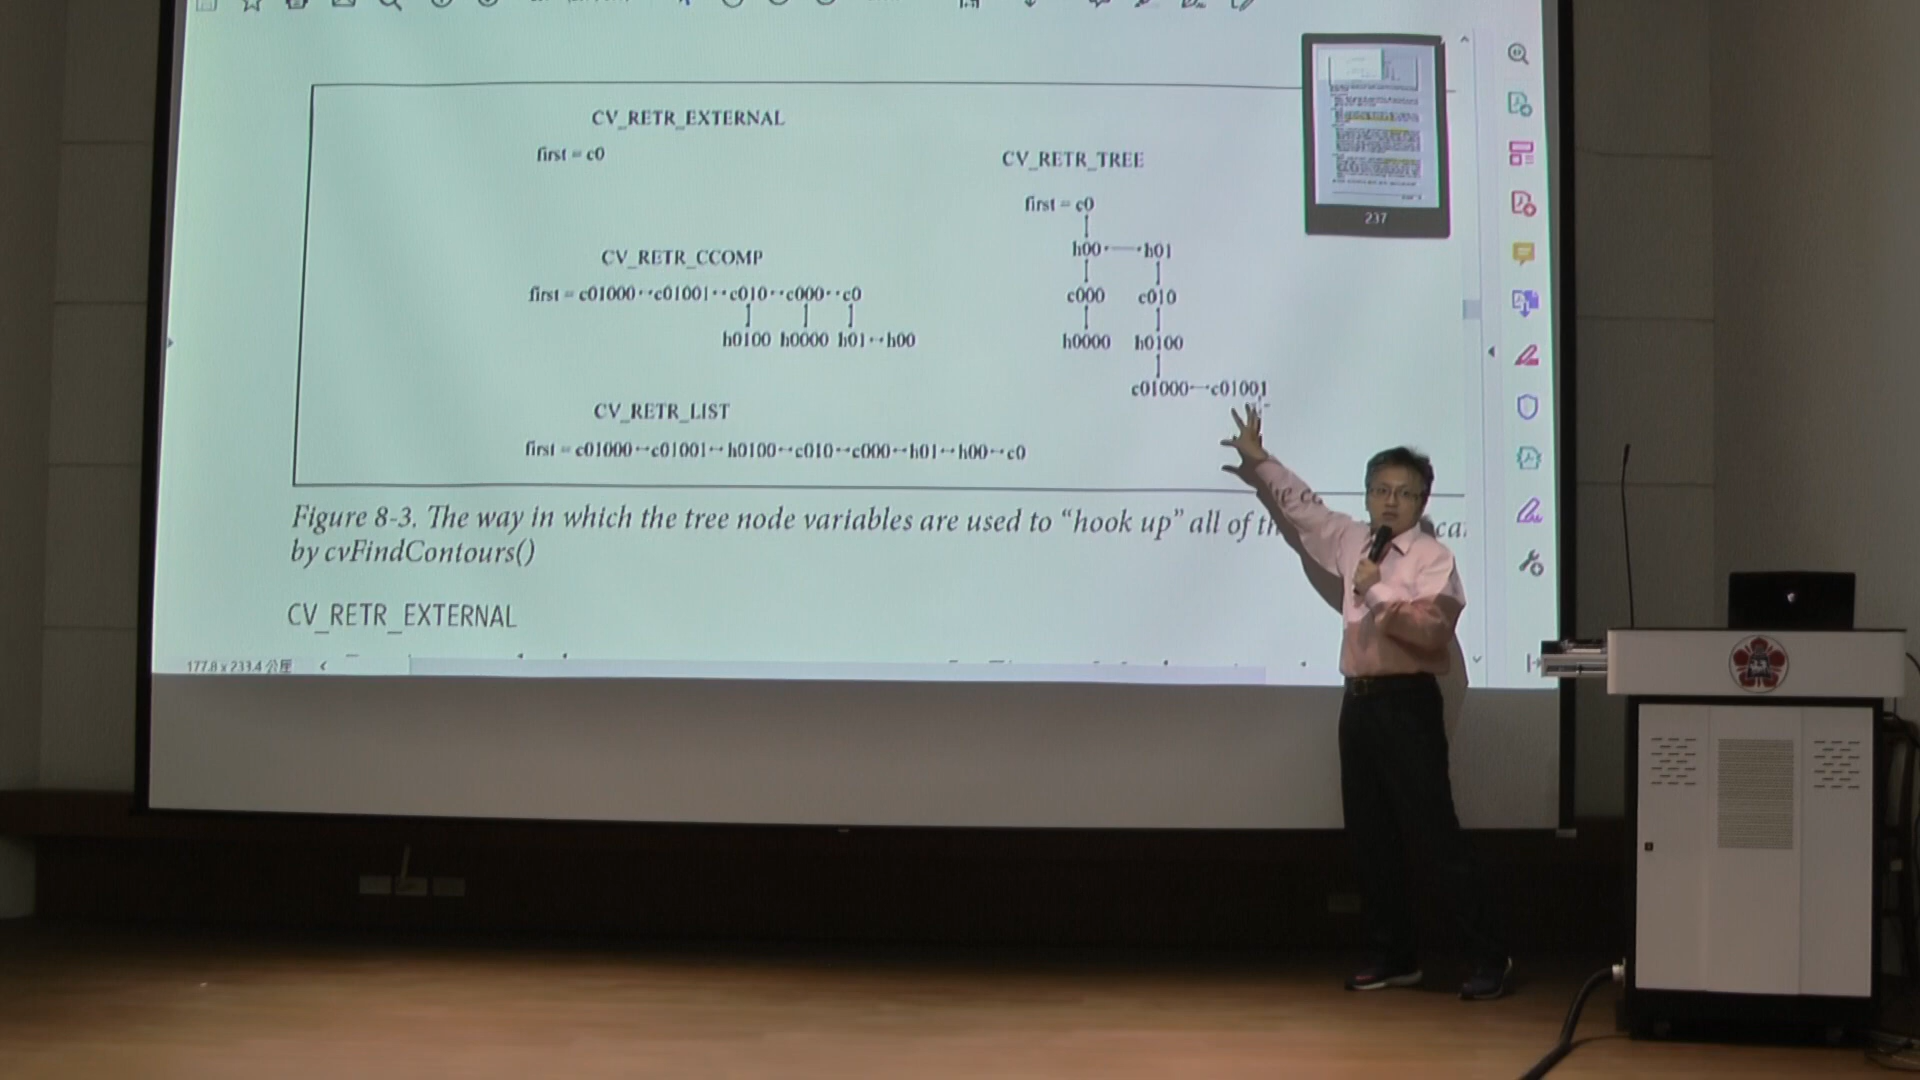 CV_RETR_EXTERNAL
first = c0
CV_RETR_TREE
first = c0
h00 h01
c000 c010
h0000 h0100
c01000 c01001
CV_RETR_CCOMP
first = c01000 c01001 c010 c000 c0
h0100 h0000 h01 h00
CV_RETR_LIST
first = c01000 c01001 h0100 c010 c000 h01 h00 c0
237
Figure 8-3. The way in which the tree node variables are used to “hook up” all of
by cvFindContours()
CV_RETR_EXTERNAL
177.8 x 233.4 公厘